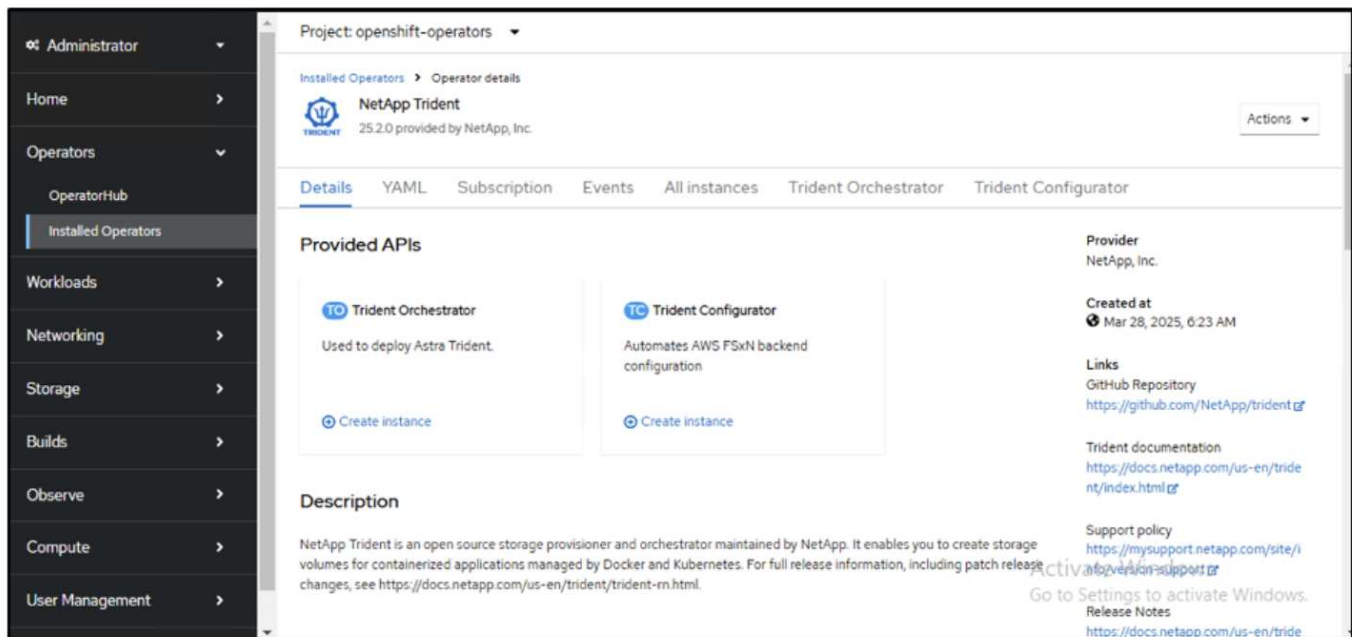 Administrator
Home
Operators
OperatorHub
Installed Operators
Workloads
Networking
Storage
Builds
Observe
Compute
User Management
Project: openshift-operators
Installed Operators > Operator details
TRIDENT
NetApp Trident
25.2.0 provided by NetApp, Inc.
Actions
Details YAML Subscription Events All instances Trident Orchestrator Trident Configurator
Provided APIs
TO Trident Orchestrator
Used to deploy Astra Trident.
Create instance
TC Trident Configurator
Automates AWS FSxN backend
configuration
Create instance
Description
NetApp Trident is an open source storage provisioner and orchestrator maintained by NetApp. It enables you to create storage
volumes for containerized applications managed by Docker and Kubernetes. For full release information, including patch release
changes, see https://docs.netapp.com/us-en/trident/trident-rn.html.
Provider
NetApp, Inc.
Created at
Mar 28, 2025, 6:23 AM
Links
GitHub Repository
https://github.com/NetApp/trident
Trident documentation
https://docs.netapp.com/us-en/tride
nt/index.html
Support policy
https://mysupport.netapp.com/site/i
nfo/version-support
Activate Windows
Go to Settings to activate Windows.
Release Notes
https://docs.netapp.com/us-en/tride